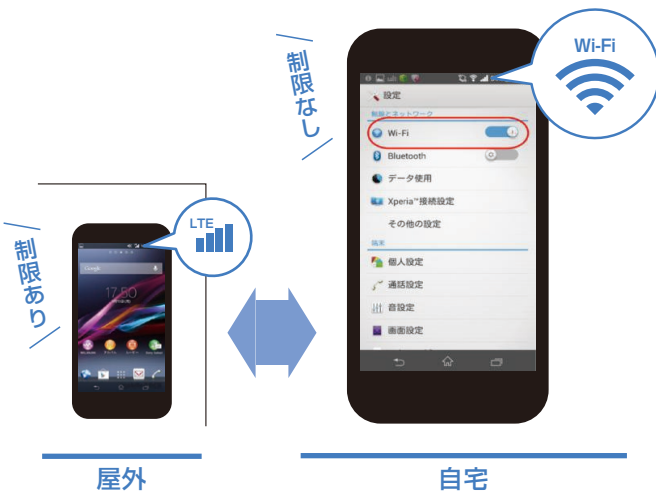 制限なし
Wi-Fi
設定
Wi-Fi
Bluetooth
データ使用
Xperia™接続設定
その他の設定
端末
個人設定
通話設定
音設定
画面設定
制限あり
LTE
Google
17:50
屋外
自宅